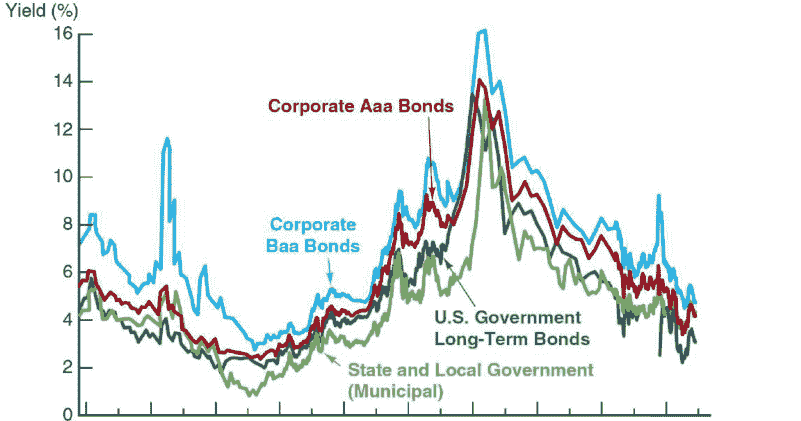 Yield (%)
16
14
12
10
8
6
4
2
0
Corporate Aaa Bonds
Corporate
Baa Bonds
U.S. Government
Long-Term Bonds
State and Local Government
(Municipal)